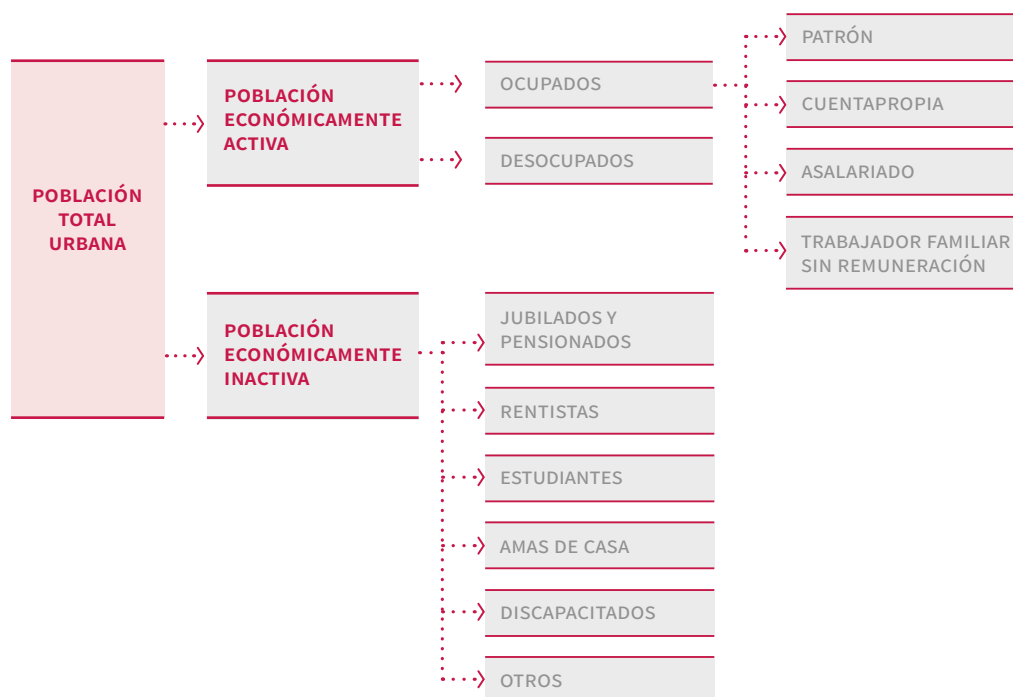 POBLACIÓN
TOTAL
URBANA
POBLACIÓN
ECONÓMICAMENTE
ACTIVA
OCUPADOS
DESOCUPADOS
PATRÓN
CUENTAPROPIA
ASALARIADO
TRABAJADOR FAMILIAR
SIN REMUNERACIÓN
POBLACIÓN
ECONÓMICAMENTE
INACTIVA
JUBILADOS Y
PENSIONADOS
RENTISTAS
ESTUDIANTES
AMAS DE CASA
DISCAPACITADOS
OTROS